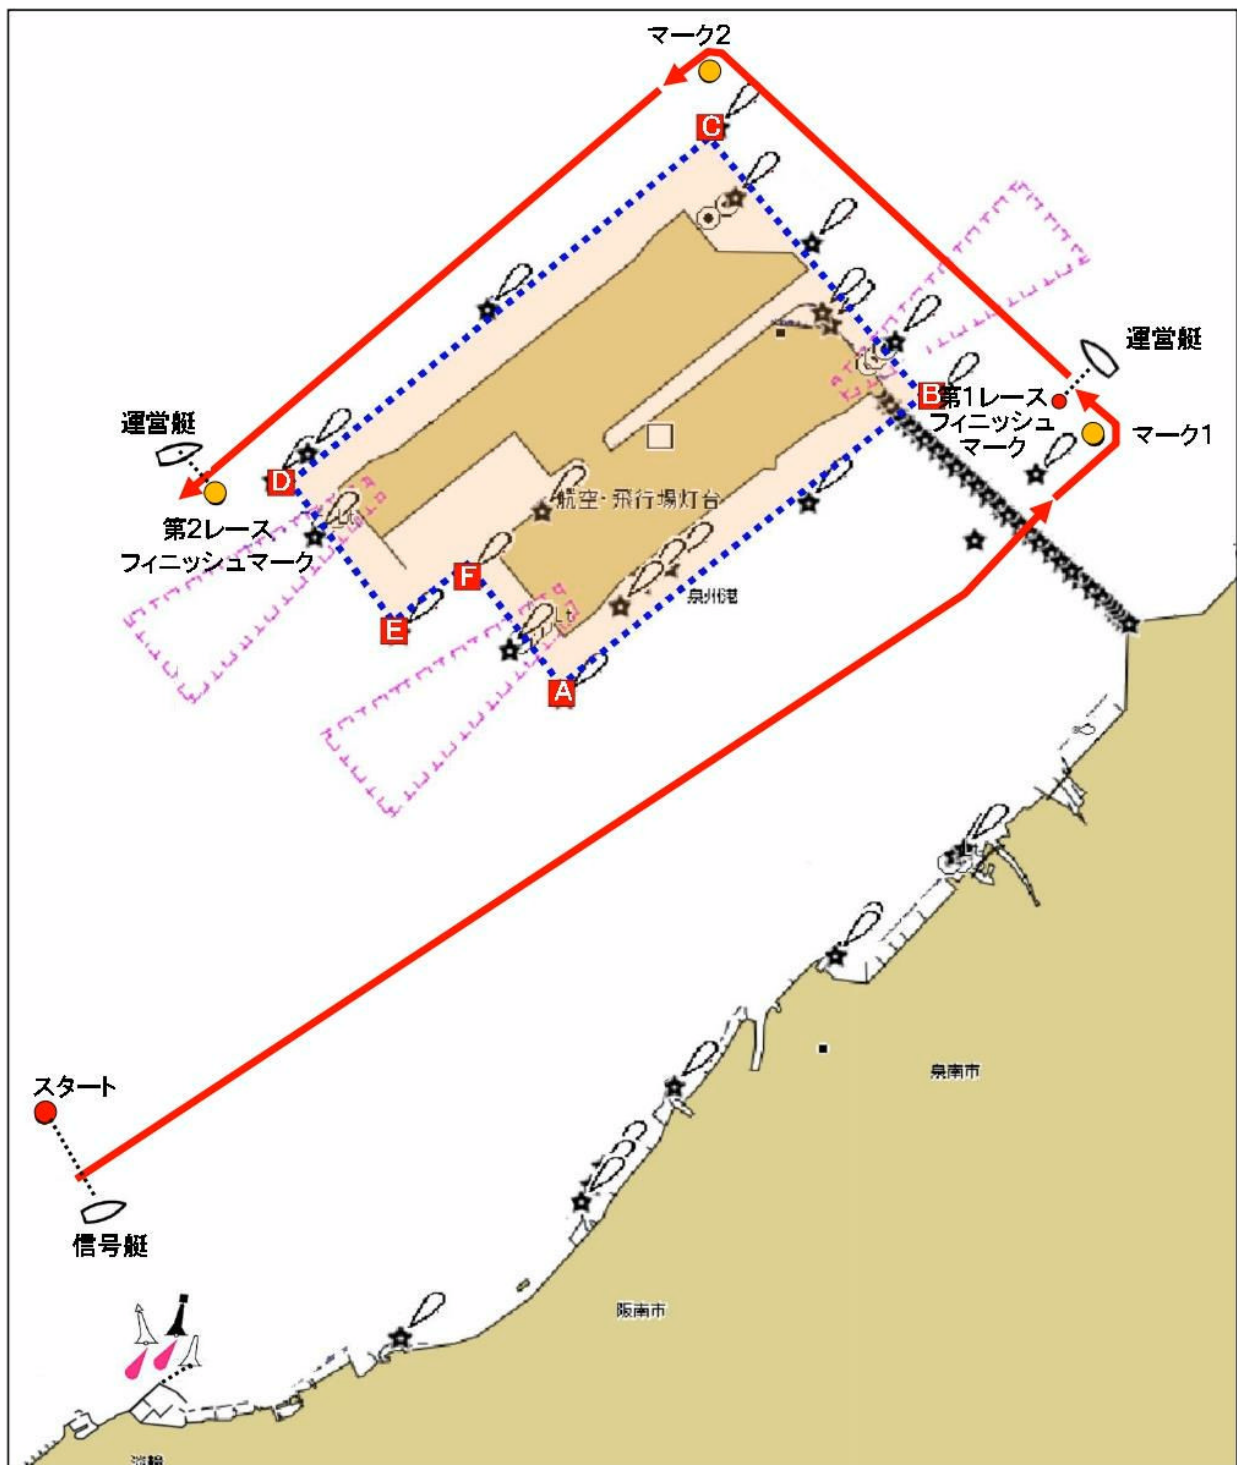 マーク2
C
運営艇
B
第1レース
フィニッシュ
マーク
マーク1
運営艇
D
第2レース
フィニッシュマーク
航空・飛行場灯台
F
泉州港
E
A
スタート
信号艇
泉南市
阪南市
淡輪